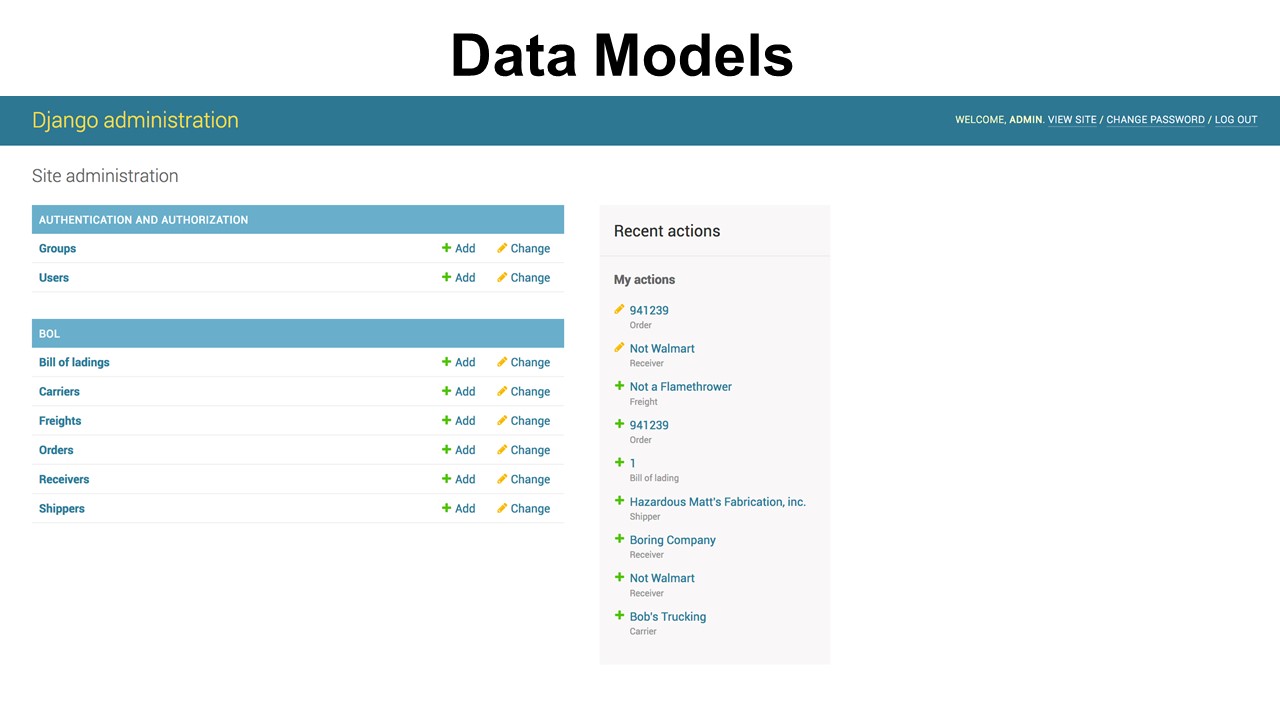 Data Models
Django administration
WELCOME, ADMIN. VIEW SITE / CHANGE PASSWORD / LOG OUT
Site administration
AUTHENTICATION AND AUTHORIZATION
Groups Add Change
Users Add Change
BOL
Bill of ladings Add Change
Carriers Add Change
Freights Add Change
Orders Add Change
Receivers Add Change
Shippers Add Change
Recent actions
My actions
941239
Order
Not Walmart
Receiver
Not a Flamethrower
Freight
941239
Order
1
Bill of lading
Hazardous Matt's Fabrication, inc.
Shipper
Boring Company
Receiver
Not Walmart
Receiver
Bob's Trucking
Carrier